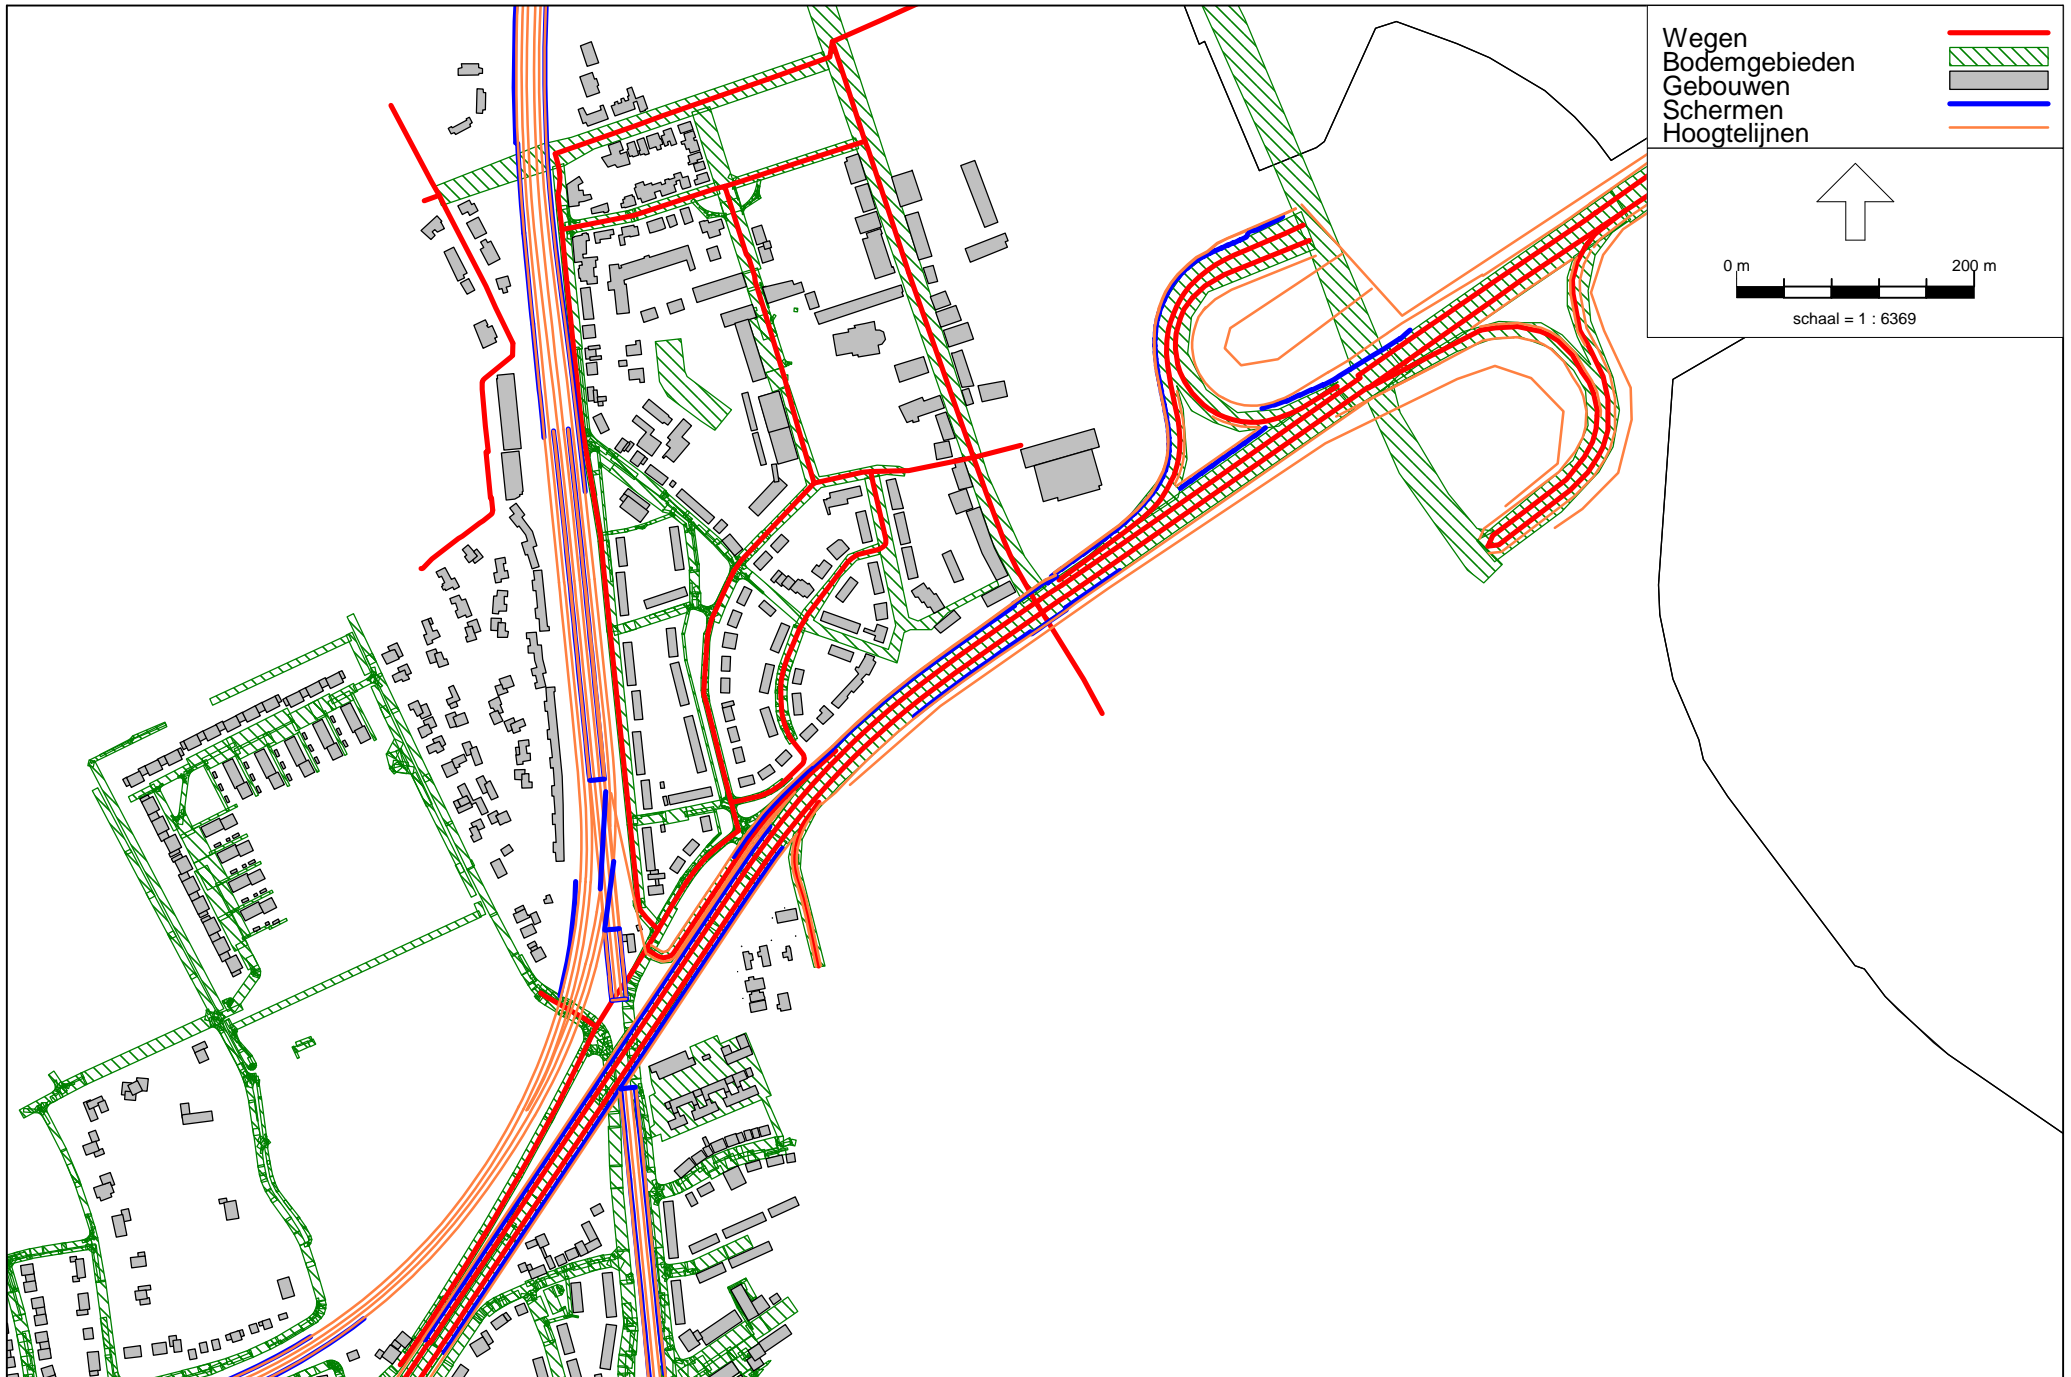 Wegen
Bodemgebieden
Gebouwen
Schermen
Hoogtelijnen
0 m 200 m
schaal = 1 : 6369